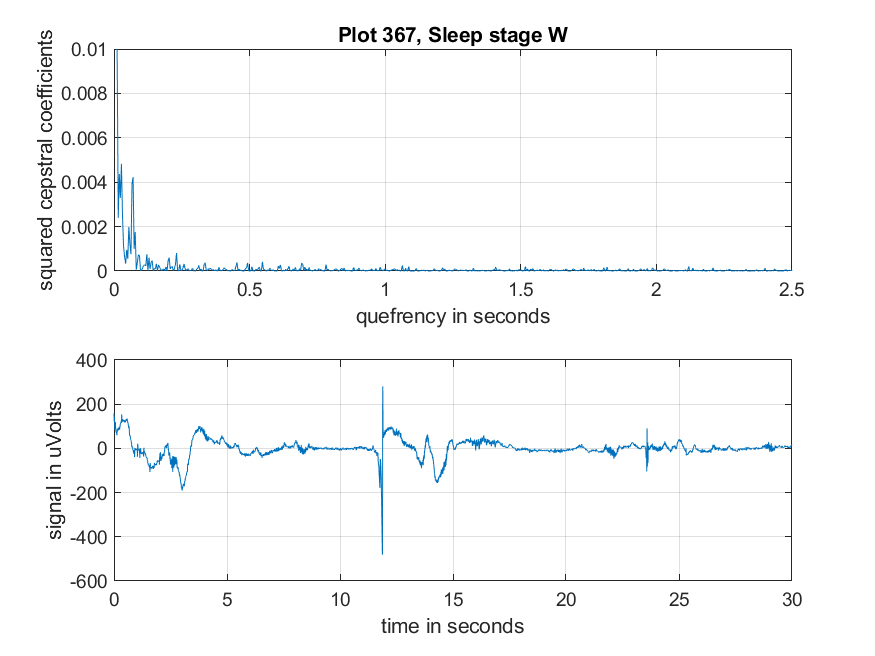 Plot 367, Sleep stage W
squared cepstral coefficients
0.01
0.008
0.006
0.004
0.002
0
0 0.5 1 1.5 2 2.5
quefrency in seconds
signal in uVolts
400
200
0
-200
-400
-600
0 5 10 15 20 25 30
time in seconds